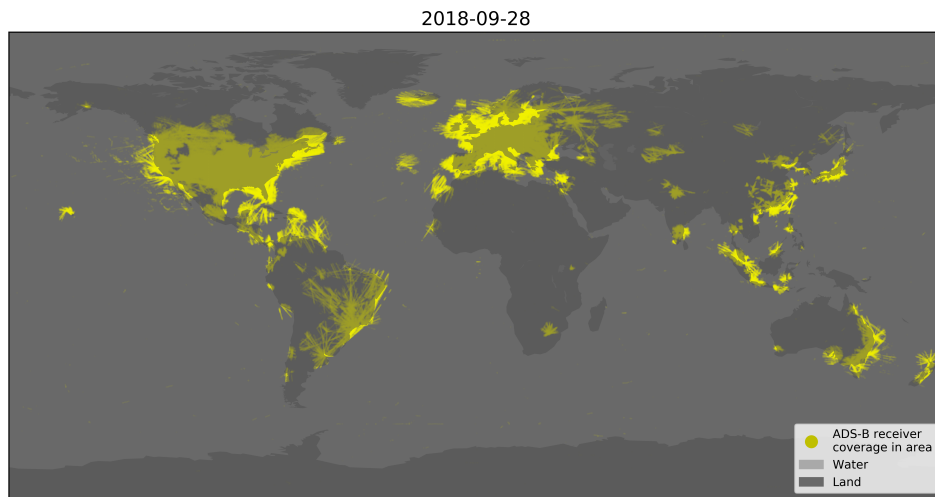 2018-09-28
ADS-B receiver
coverage in area
Water
Land